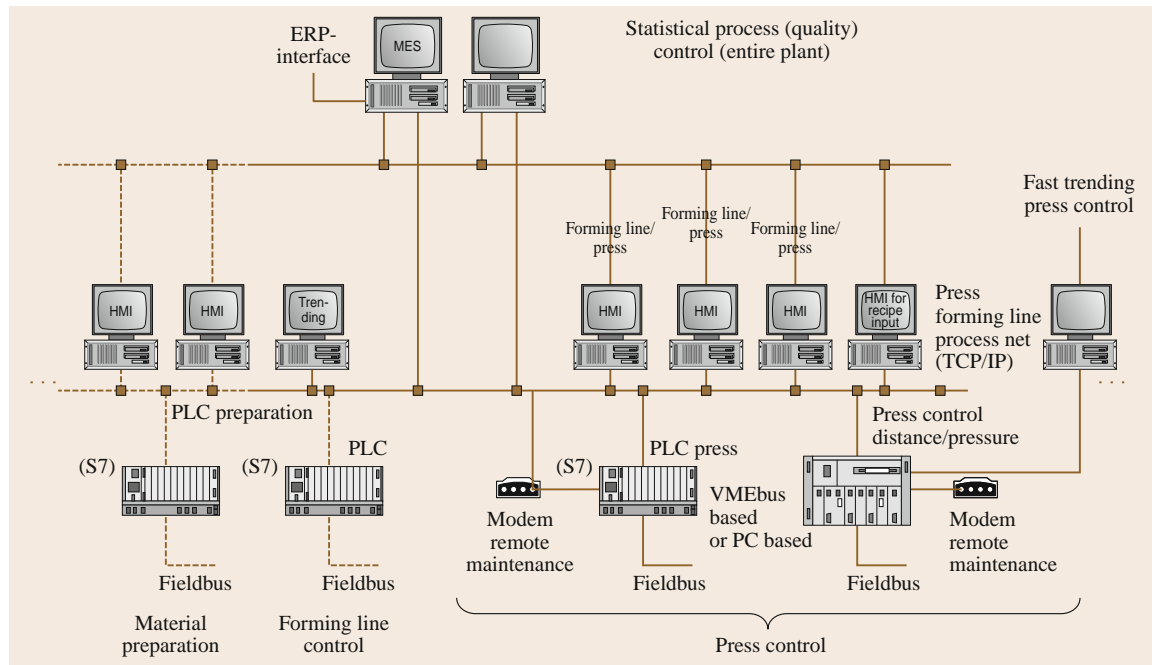 ERP-
interface
MES
Statistical process (quality)
control (entire plant)
Fast trending
press control
Forming line/
press
Forming line/
press
Forming line/
press
HMI
HMI
Tren-
ding
HMI
HMI
HMI
HMI for
recipe
input
Press
forming line
process net
(TCP/IP)
. . .
. . .
PLC preparation
Press control
distance/pressure
(S7)
(S7)
PLC
(S7)
PLC press
VMEbus
based
or PC based
Modem
remote
maintenance
Modem
remote
maintenance
Fieldbus
Fieldbus
Fieldbus
Fieldbus
Material
preparation
Forming line
control
Press control